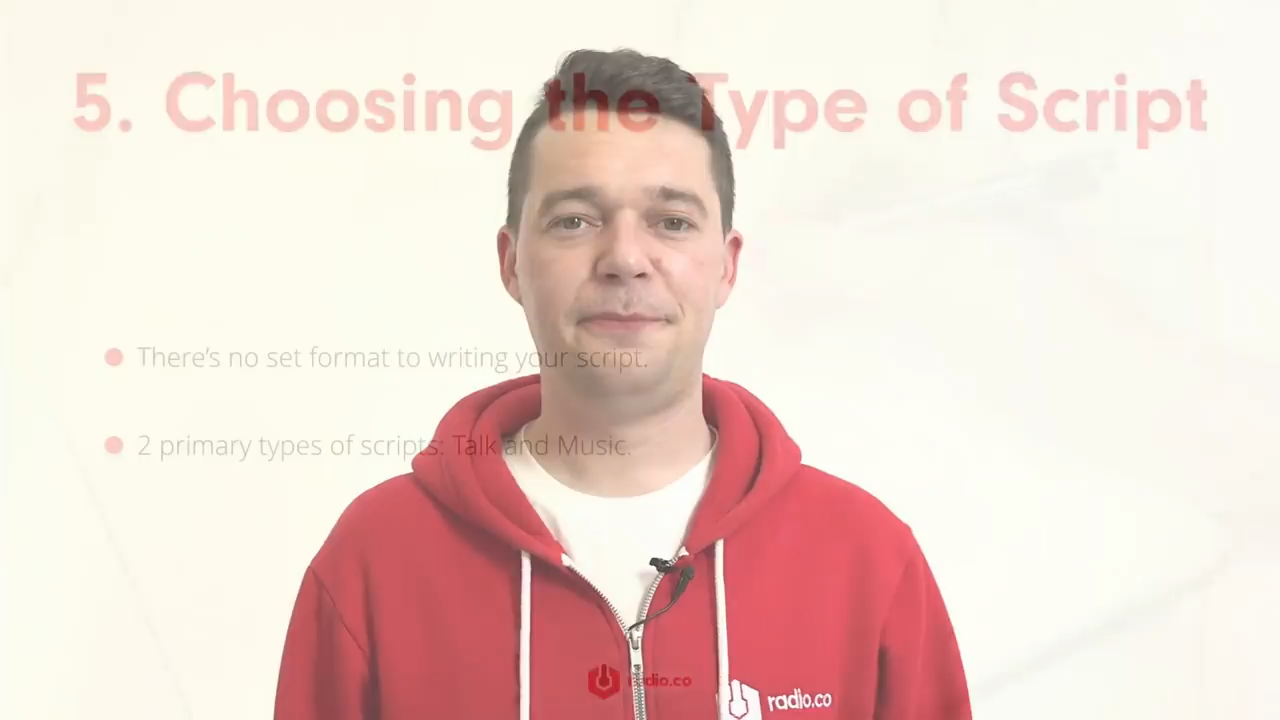 5. Choosing the Type of Script
There's no set format to writing your script.
2 primary types of scripts: Talk and Music.
radio.co
radio.co